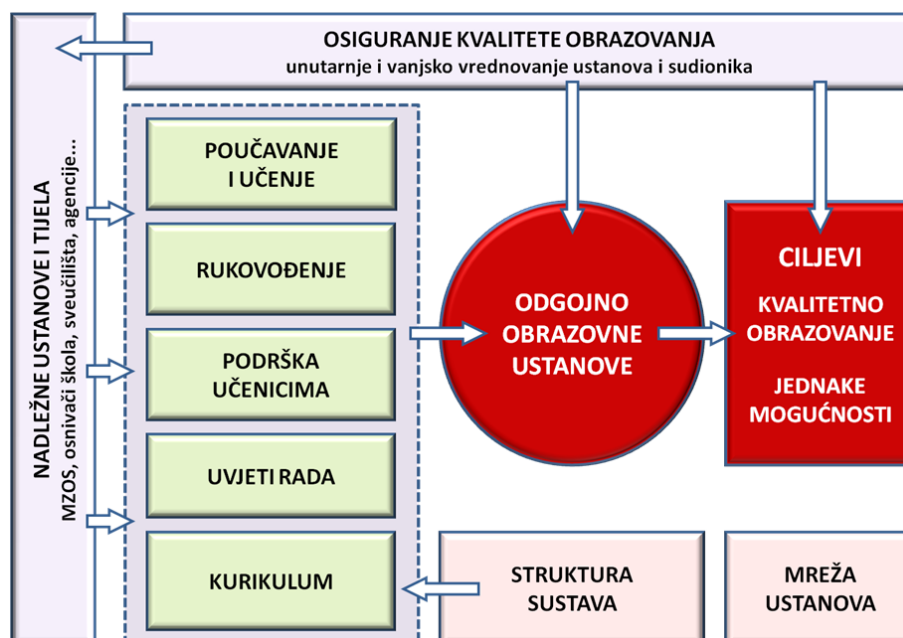 OSIGURANJE KVALITETE OBRAZOVANJA
unutarnje i vanjsko vrednovanje ustanova i sudionika
NADLEŽNE USTANOVE I TIJELA
MZOS, osnivači škola, sveučilišta, agencije...
POUČAVANJE
I UČENJE
RUKOVOĐENJE
PODRŠKA
UČENICIMA
UVJETI RADA
KURIKULUM
ODGOJNO
OBRAZOVNE
USTANOVE
CILJEVI
KVALITETNO
OBRAZOVANJE
JEDNAKE
MOGUĆNOSTI
STRUKTURA
SUSTAVA
MREŽA
USTANOVA